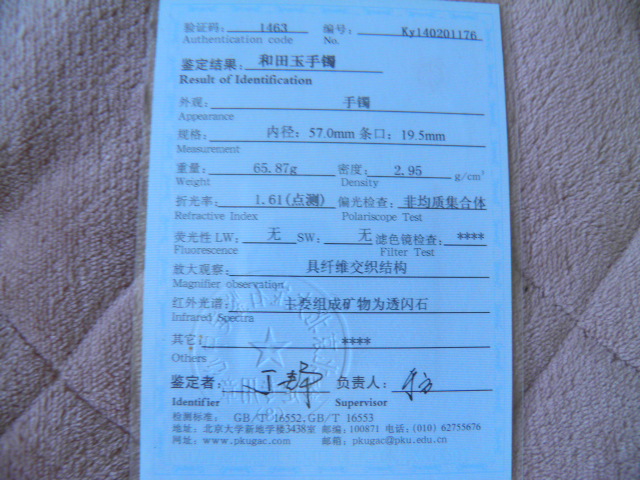 验证码: 1463 编号: Ky140201176
Authentication code No.
鉴定结果: 和田玉手镯
Result of Identification
外观: 手镯
Appearance
规格: 内径: 57.0mm 条口: 19.5mm
Measurement
重量: 65.87g 密度: 2.95 g/cm³
Weight Density
折光率: 1.61(点测) 偏光检查: 非均质集合体
Refractive Index Polariscope Test
荧光性 LW: 无 SW: 无 滤色镜检查: ****
Fluorescence Filter Test
放大观察: 具纤维交织结构
Magnifier observation
红外光谱: 主要组成矿物为透闪石
Infrared Spectra
其它: ****
Others
鉴定者: 负责人:
Identifier Supervisor
检测标准: GB/T 16552, GB/T 16553
地址: 北京大学新地学楼3438室 邮编: 100871 电话: (010) 62755676
网址: www.pkugac.com 邮箱: pkugac@pku.edu.cn